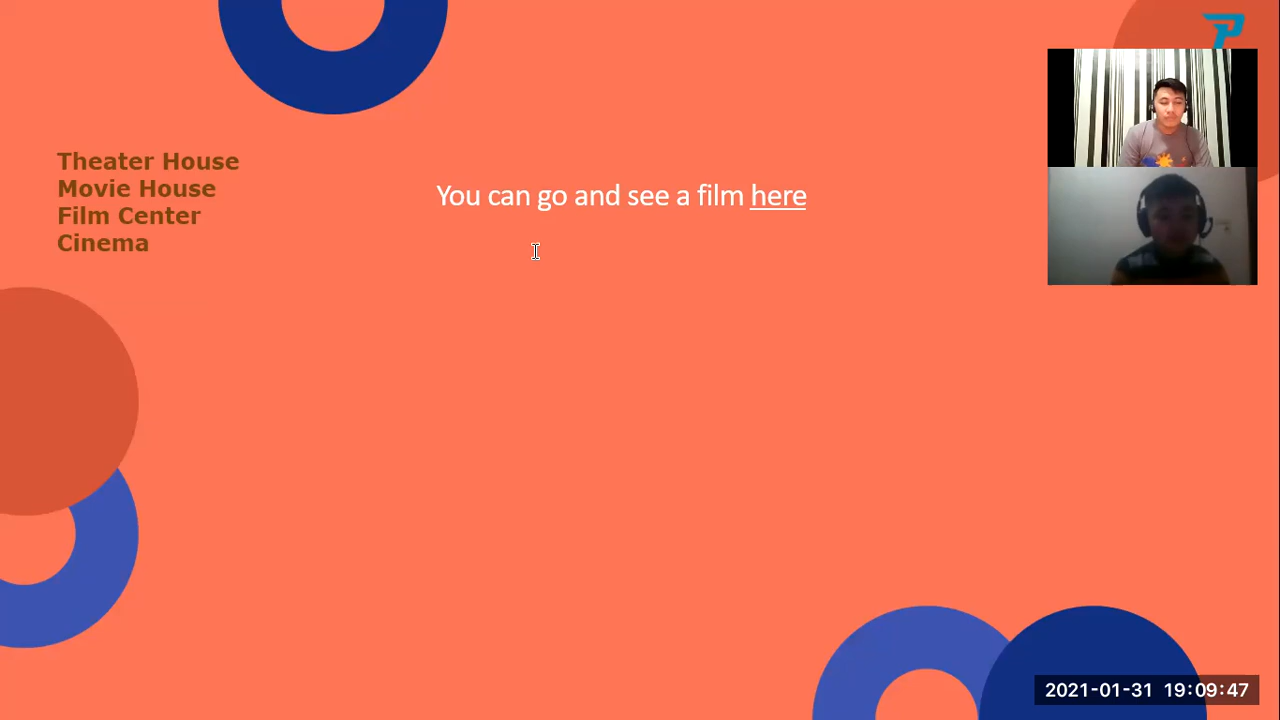 Theater House
Movie House
Film Center
Cinema
You can go and see a film here
2021-01-31 19:09:47